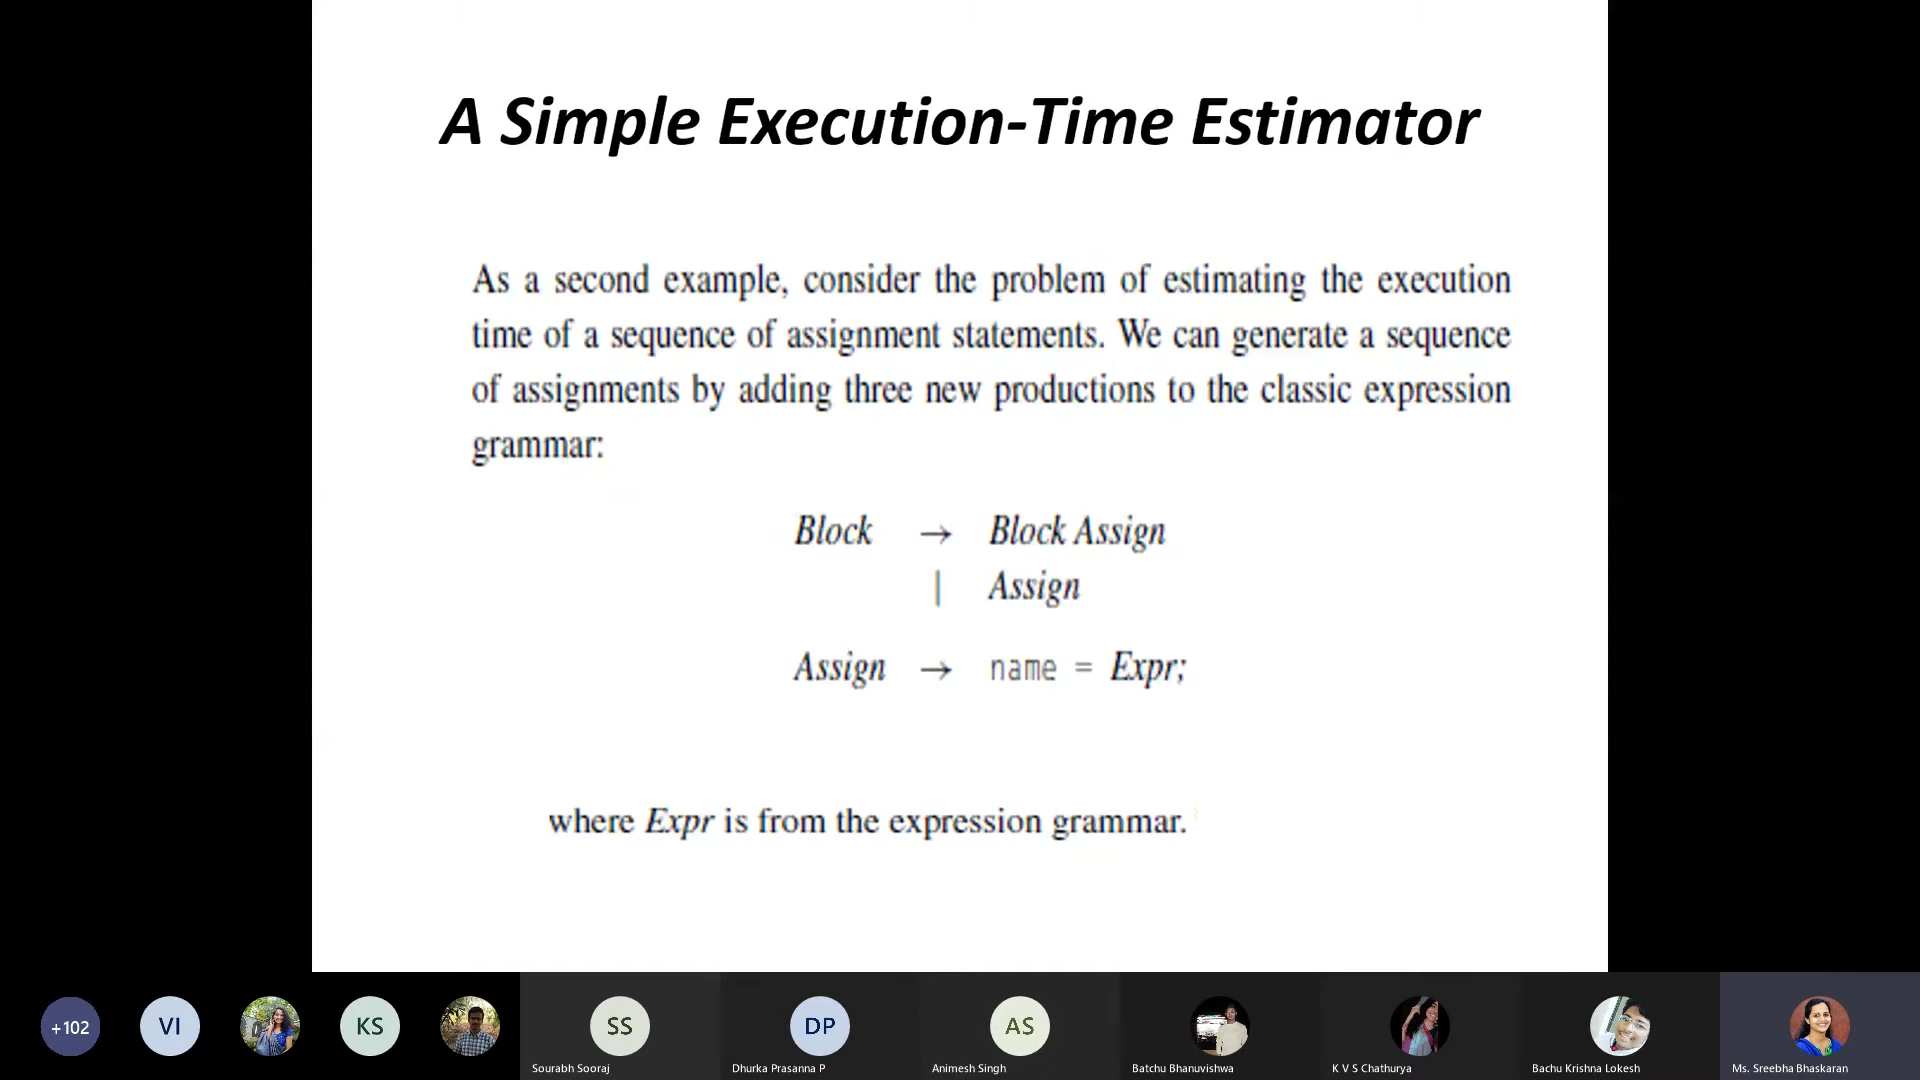 A Simple Execution-Time Estimator
As a second example, consider the problem of estimating the execution
time of a sequence of assignment statements. We can generate a sequence
of assignments by adding three new productions to the classic expression
grammar:
Block → Block Assign
| Assign
Assign → name = Expr;
where Expr is from the expression grammar.
+102
VI
KS
SS
DP
AS
Sourabh Sooraj
Dhurka Prasanna P
Animesh Singh
Batchu Bhanuvishwa
K V S Chathurya
Bachu Krishna Lokesh
Ms. Sreebha Bhaskaran